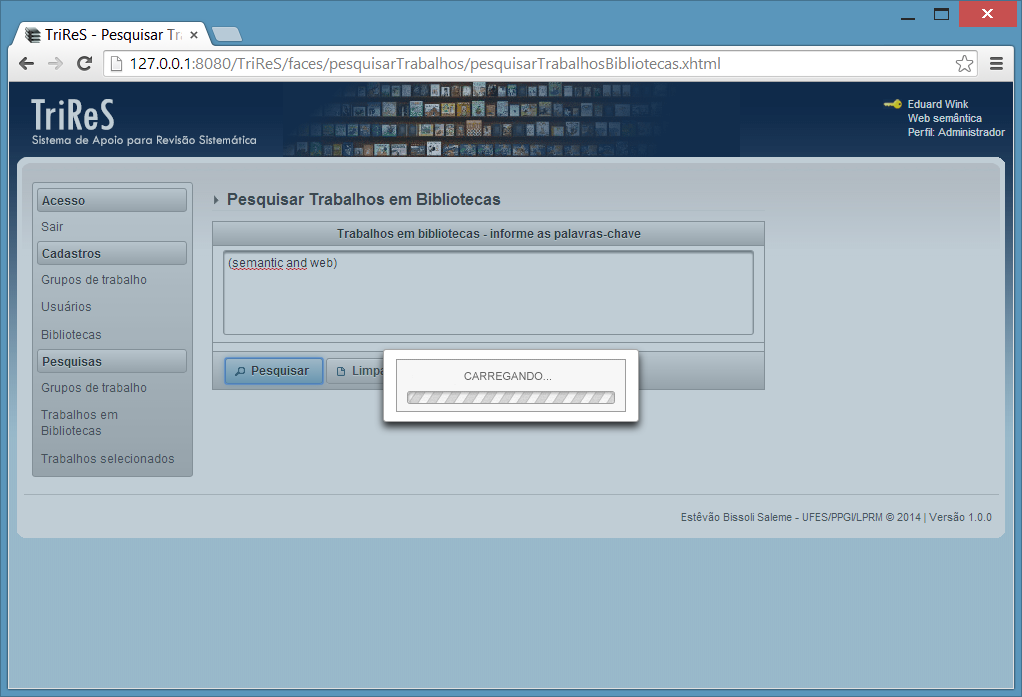 TriReS - Pesquisar Tra
127.0.0.1:8080/TriReS/faces/pesquisarTrabalhos/pesquisarTrabalhosBibliotecas.xhtml
TriReS
Sistema de Apoio para Revisão Sistemática
Eduard Wink
Web semântica
Perfil: Administrador
Acesso
Sair
Cadastros
Grupos de trabalho
Usuários
Bibliotecas
Pesquisas
Grupos de trabalho
Trabalhos em
Bibliotecas
Trabalhos selecionados
Pesquisar Trabalhos em Bibliotecas
Trabalhos em bibliotecas - informe as palavras-chave
(semantic and web)
Pesquisar
Limpa
CARREGANDO...
Estêvão Bissoli Saleme - UFES/PPGI/LPRM © 2014 | Versão 1.0.0